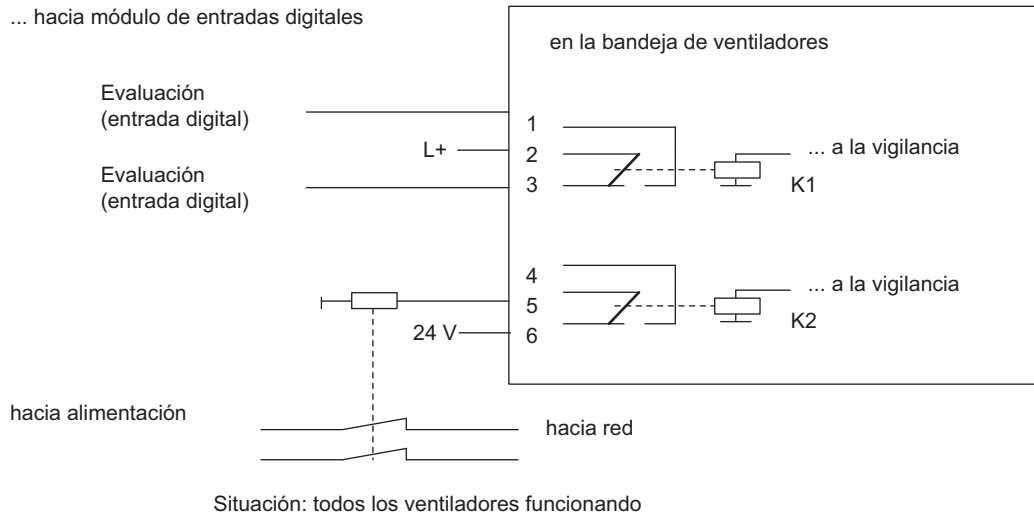 ... hacia módulo de entradas digitales
en la bandeja de ventiladores
Evaluación
(entrada digital)
L+
Evaluación
(entrada digital)
1
2
3
... a la vigilancia
K1
4
5
6
... a la vigilancia
K2
24 V
hacia alimentación
hacia red
Situación: todos los ventiladores funcionando